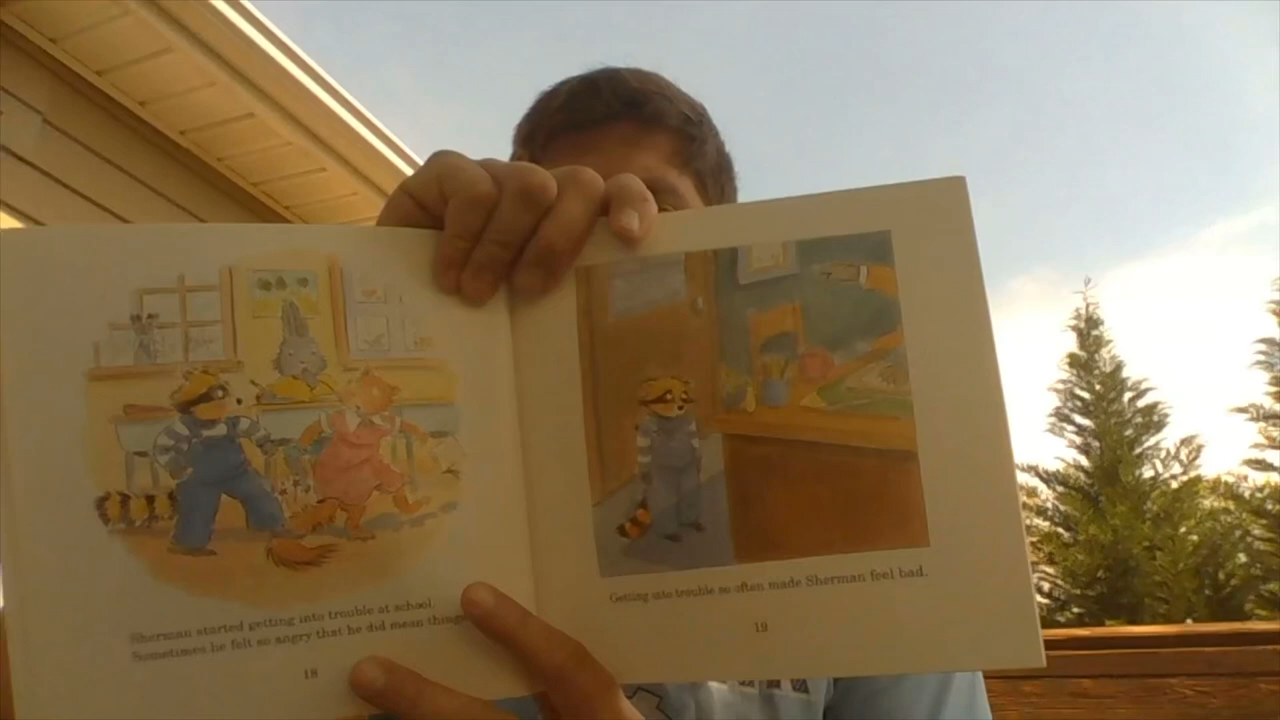 Sherman started getting into trouble at school.
Sometimes he felt so angry that he did mean things
18
Getting into trouble so often made Sherman feel bad.
19